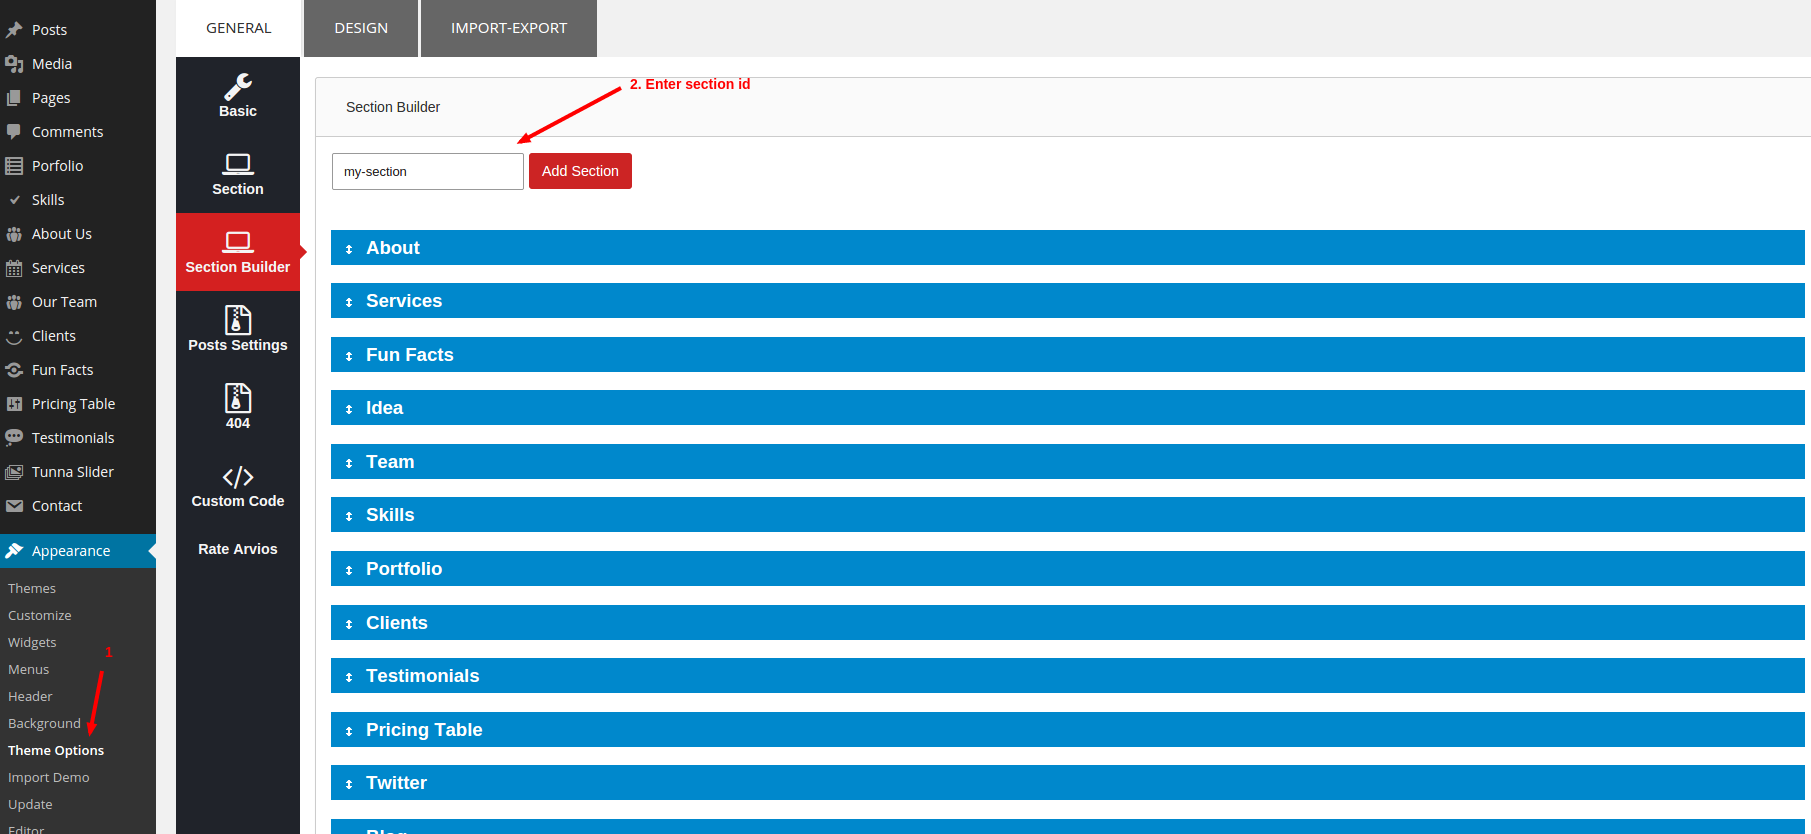 Posts
Media
Pages
Comments
Porfolio
Skills
About Us
Services
Our Team
Clients
Fun Facts
Pricing Table
Testimonials
Tunna Slider
Contact
Appearance
Themes
Customize
Widgets
1
Menus
Header
Background
Theme Options
Import Demo
Update
Editor
GENERAL DESIGN IMPORT-EXPORT
Basic
Section
Section Builder
Posts Settings
404
Custom Code
Rate Arvios
2. Enter section id
Section Builder
my-section Add Section
About
Services
Fun Facts
Idea
Team
Skills
Portfolio
Clients
Testimonials
Pricing Table
Twitter
Blog